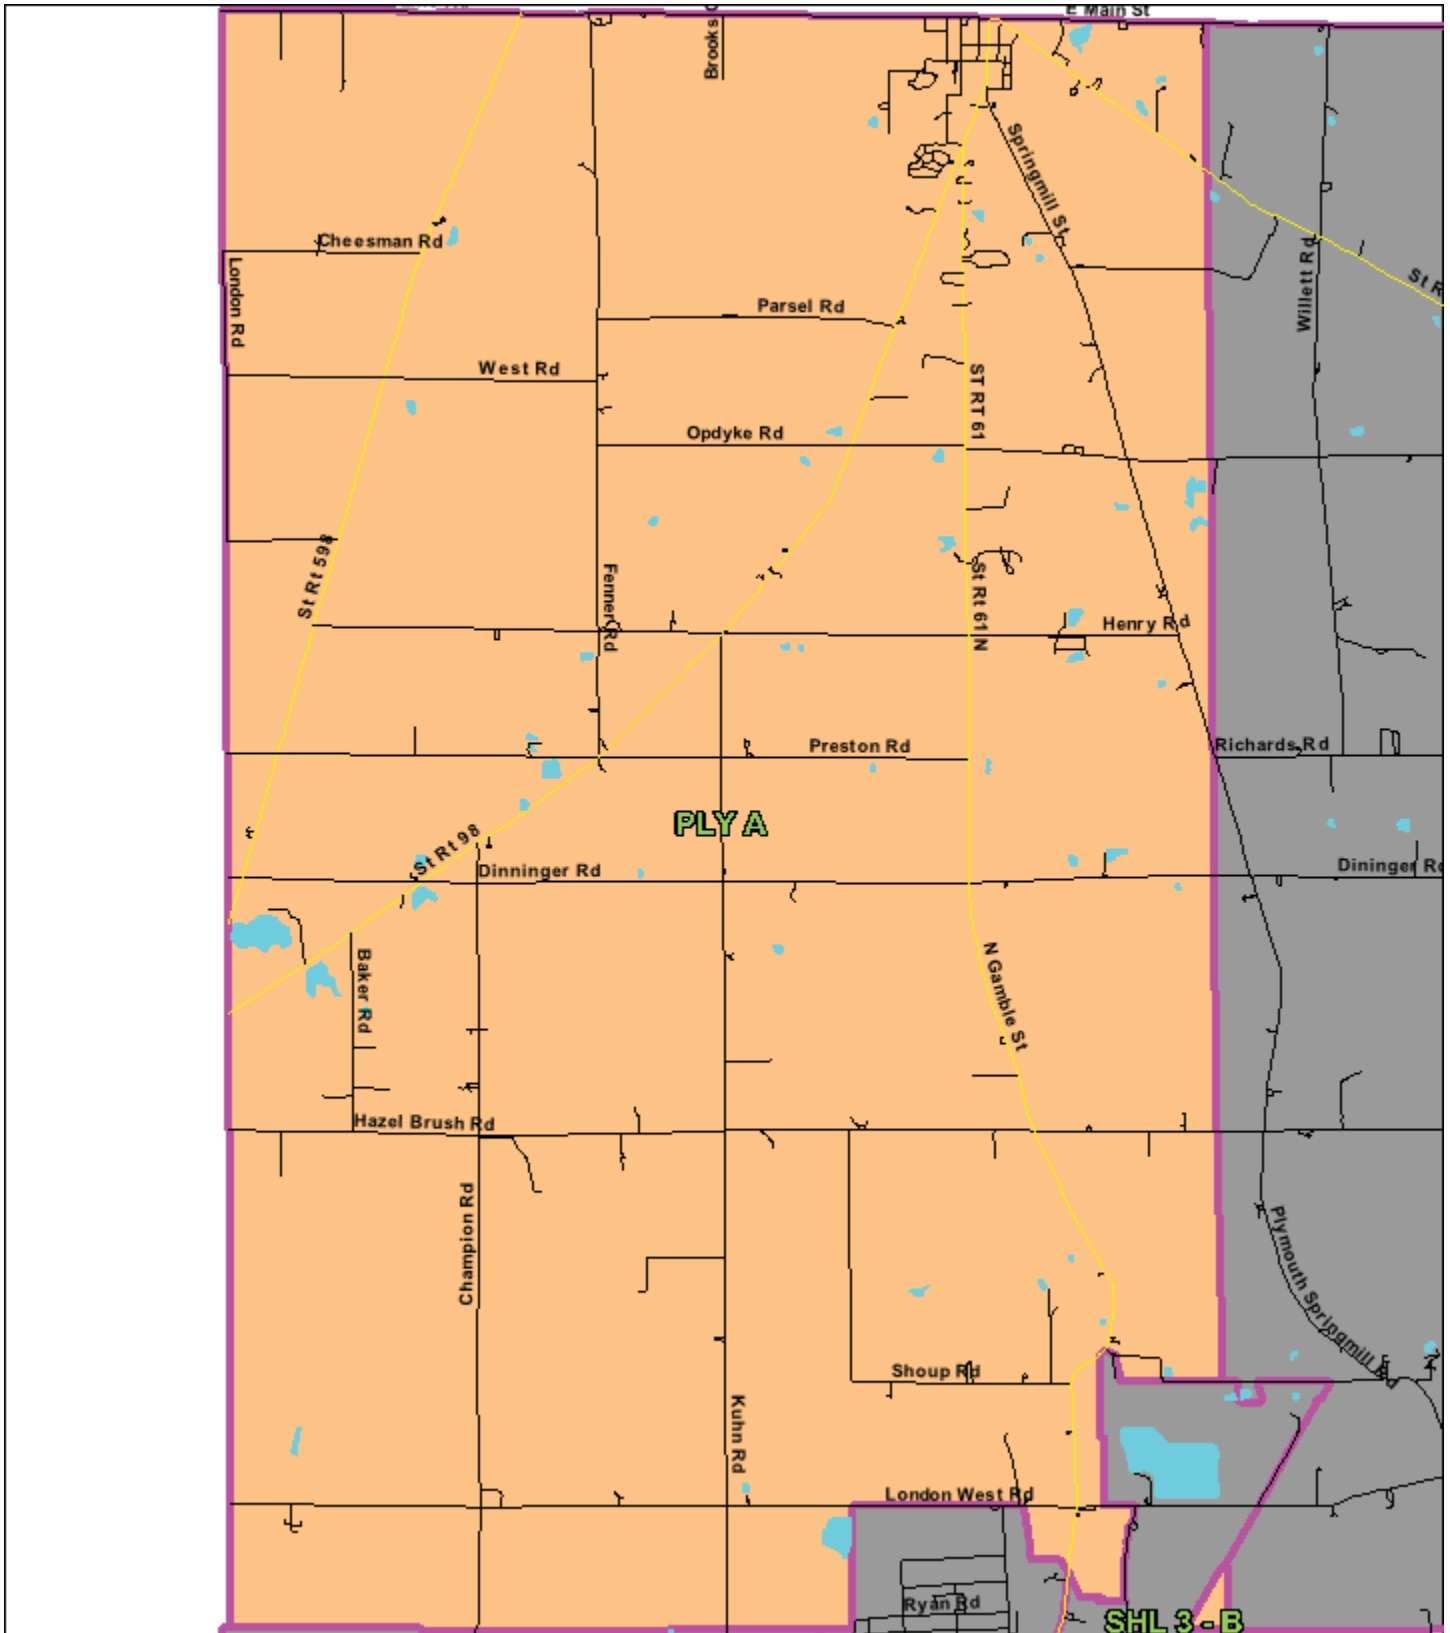 E Main St
Brooks
Springmill St
Cheesman Rd
London Rd
Willett Rd
St R
Parsel Rd
West Rd
ST RT 61
Opdyke Rd
St Rt 598
Fenner Rd
St Rt 61 N
Henry Rd
Preston Rd
Richards Rd
PLY A
St Rt 98
Dinninger Rd
Dininger Rd
Baker Rd
N Gamble St
Hazel Brush Rd
Champion Rd
Plymouth Springmill Rd
Shoup Rd
Kuhn Rd
London West Rd
Ryan Rd
SHL 3 - B